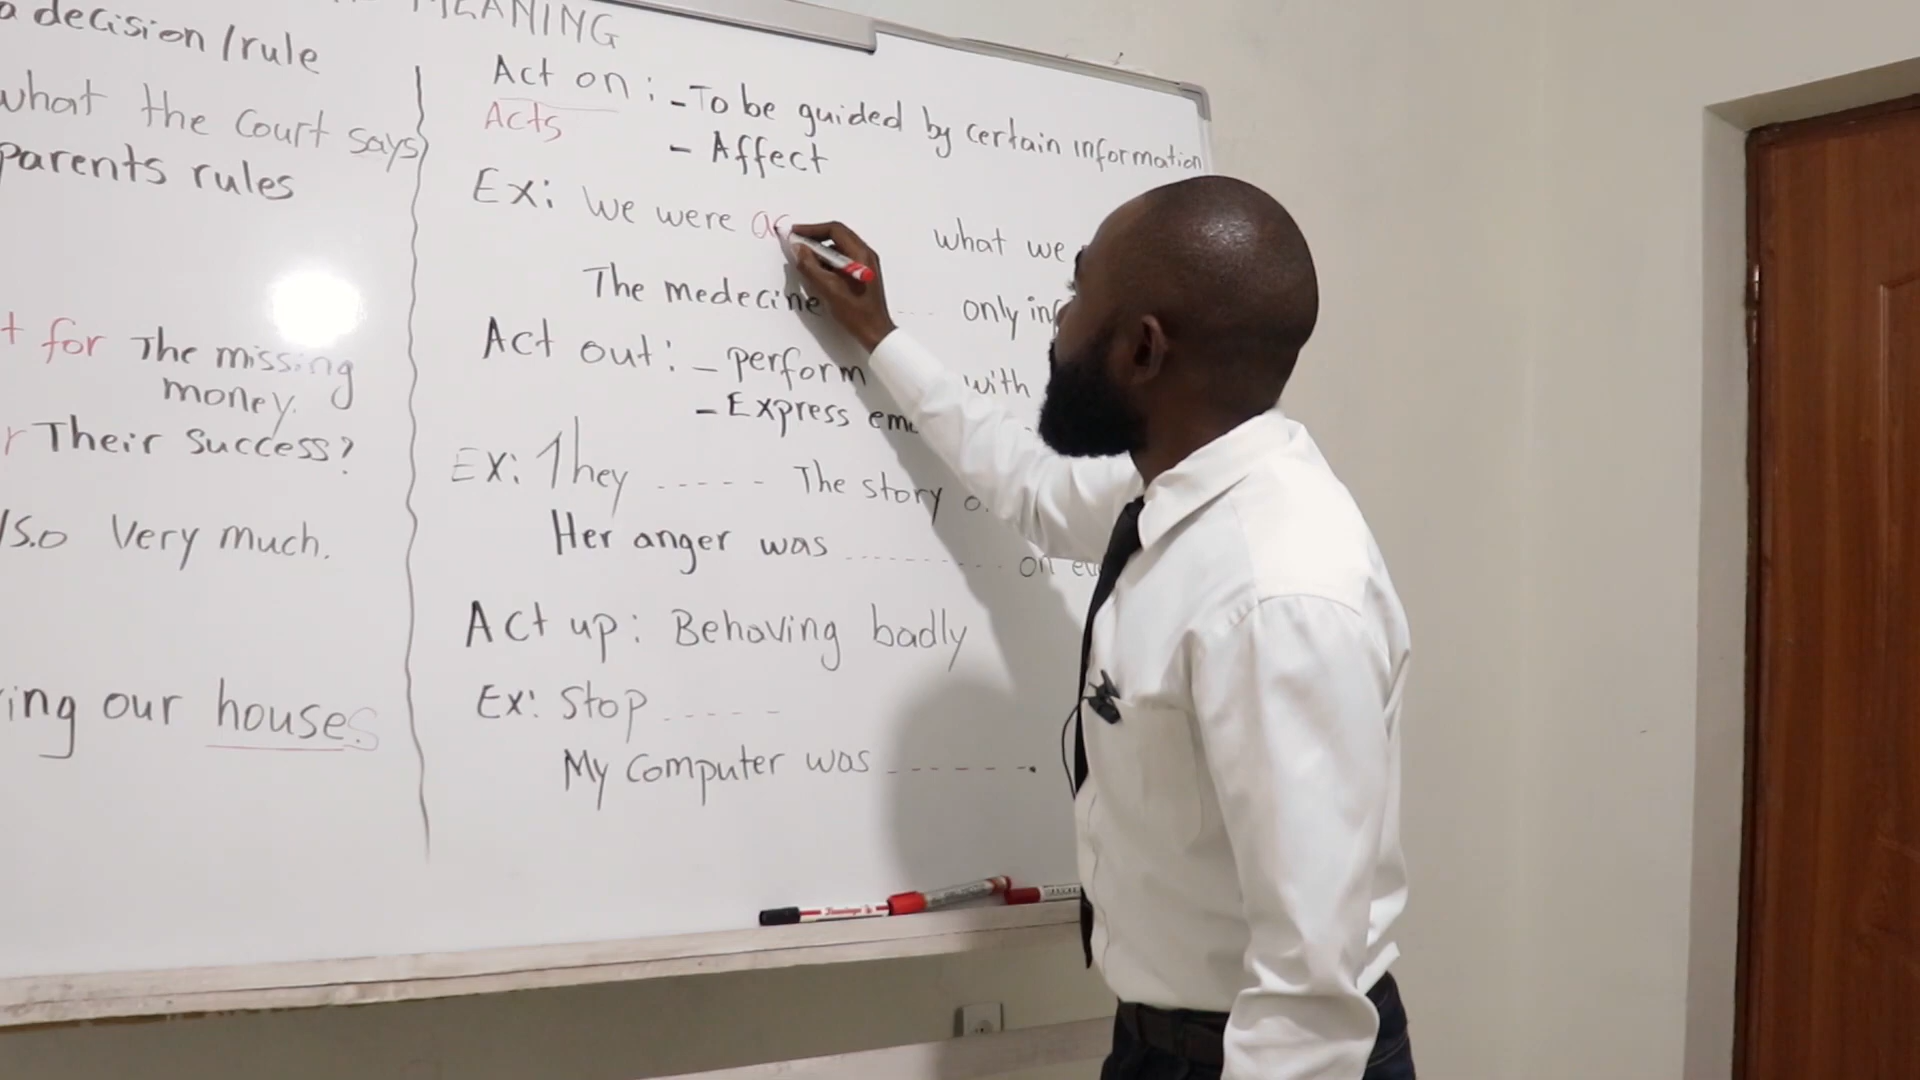 a decision/rule
what the Court says
parents rules
t for The missing
money.
r Their success?
/S.O Very much.
ing our houses
MEANING
Act on: - To be guided by certain information
Acts
- Affect
Ex: We were ac what we
The medecine ..... only inf
Act out: - perform with
- Express emo
EX: They ----- The story o
Her anger was .......... on
Act up: Behaving badly
Ex: Stop -----
My computer was ------.